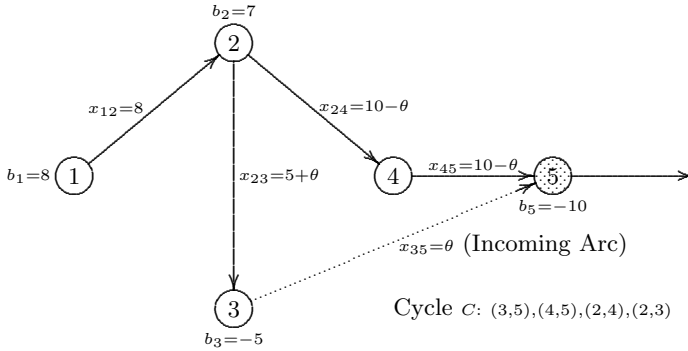 b₂=7
2
x₁₂=8
x₂₄=10−θ
b₁=8
1
x₂₃=5+θ
4
x₄₅=10−θ
5
b₅=−10
x₃₅=θ (Incoming Arc)
3
b₃=−5
Cycle C: (3,5),(4,5),(2,4),(2,3)